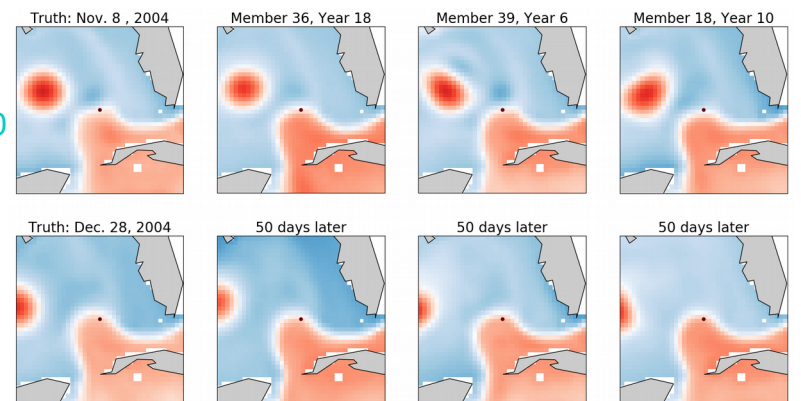 Truth: Nov. 8 , 2004
Member 36, Year 18
Member 39, Year 6
Member 18, Year 10
0
Truth: Dec. 28, 2004
50 days later
50 days later
50 days later